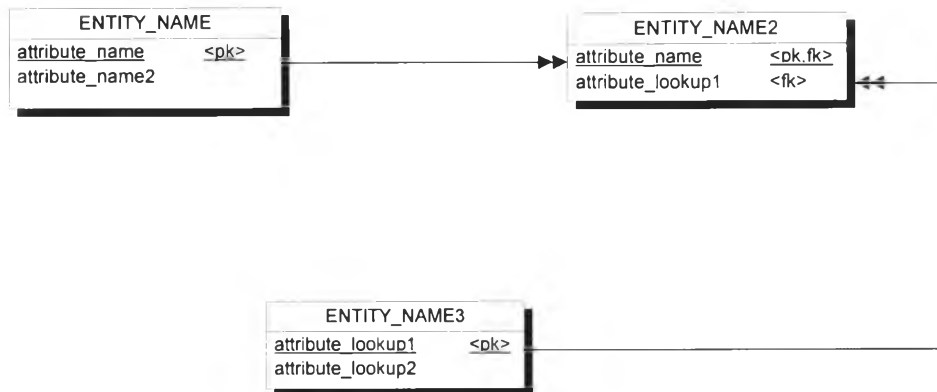 ENTITY_NAME
attribute_name <pk>
attribute_name2
ENTITY_NAME2
attribute_name <pk.fk>
attribute_lookup1 <fk>
ENTITY_NAME3
attribute_lookup1 <pk>
attribute_lookup2